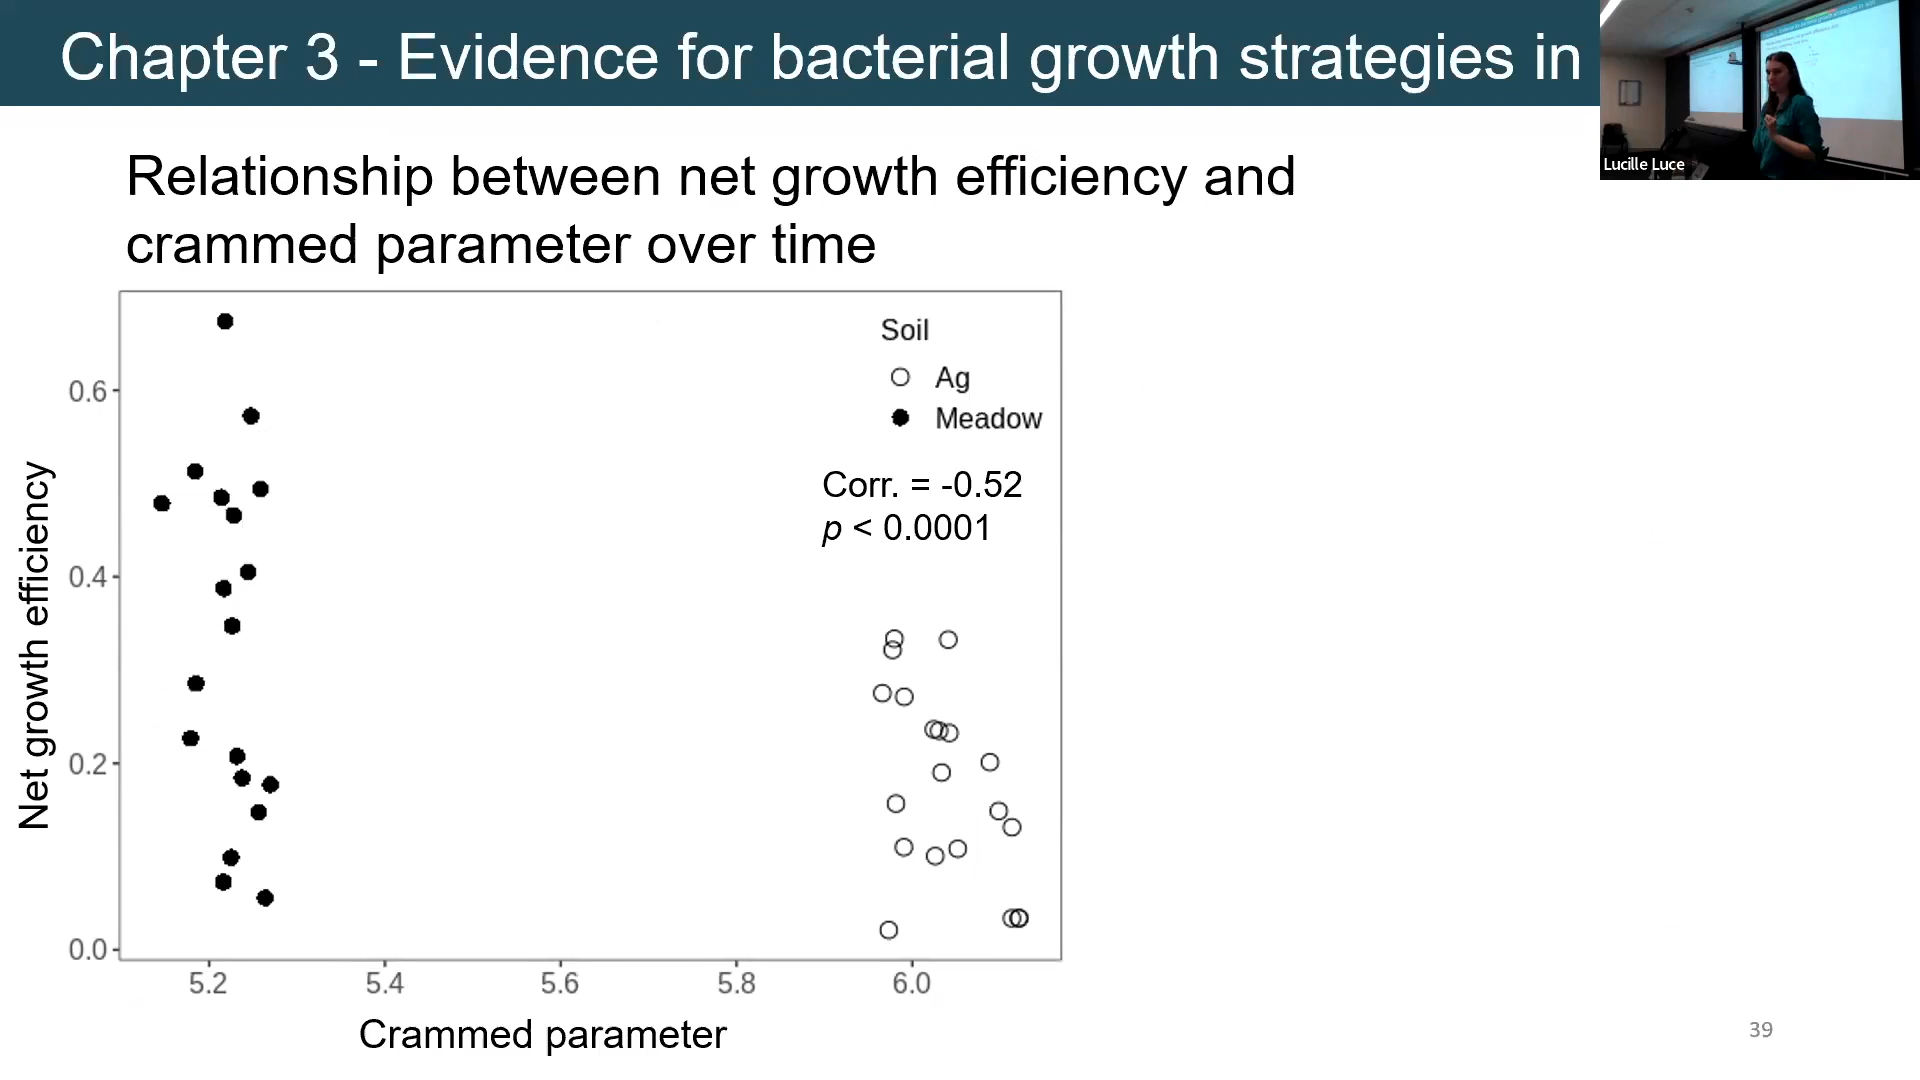 Chapter 3 - Evidence for bacterial growth strategies in
Lucille Luce
Relationship between net growth efficiency and
crammed parameter over time
Soil
Ag
Meadow
Corr. = -0.52
p < 0.0001
Net growth efficiency
0.6
0.4
0.2
0.0
5.2 5.4 5.6 5.8 6.0
Crammed parameter
39